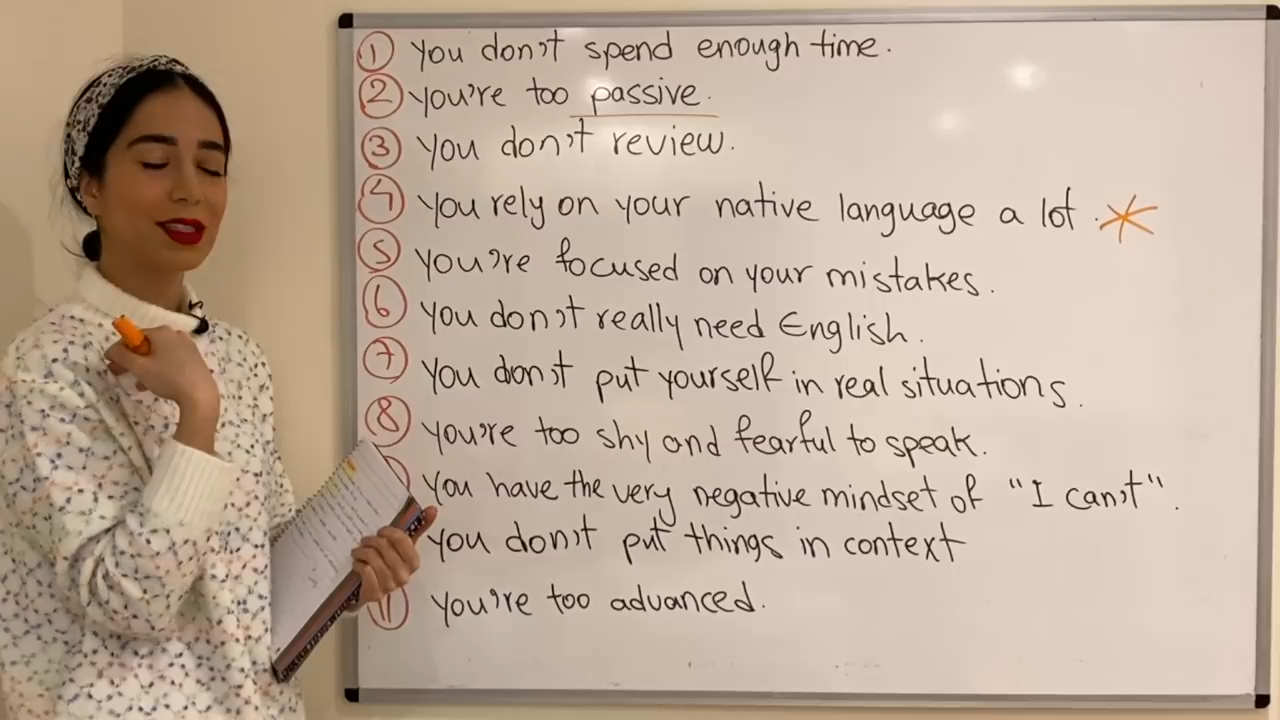 1 You don't spend enough time.
2 You're too passive.
3 You don't review.
4 You rely on your native language a lot.
5 You're focused on your mistakes.
6 You don't really need English.
7 You don't put yourself in real situations.
8 You're too shy and fearful to speak.
You have the very negative mindset of "I can't".
You don't put things in context
11 You're too advanced.